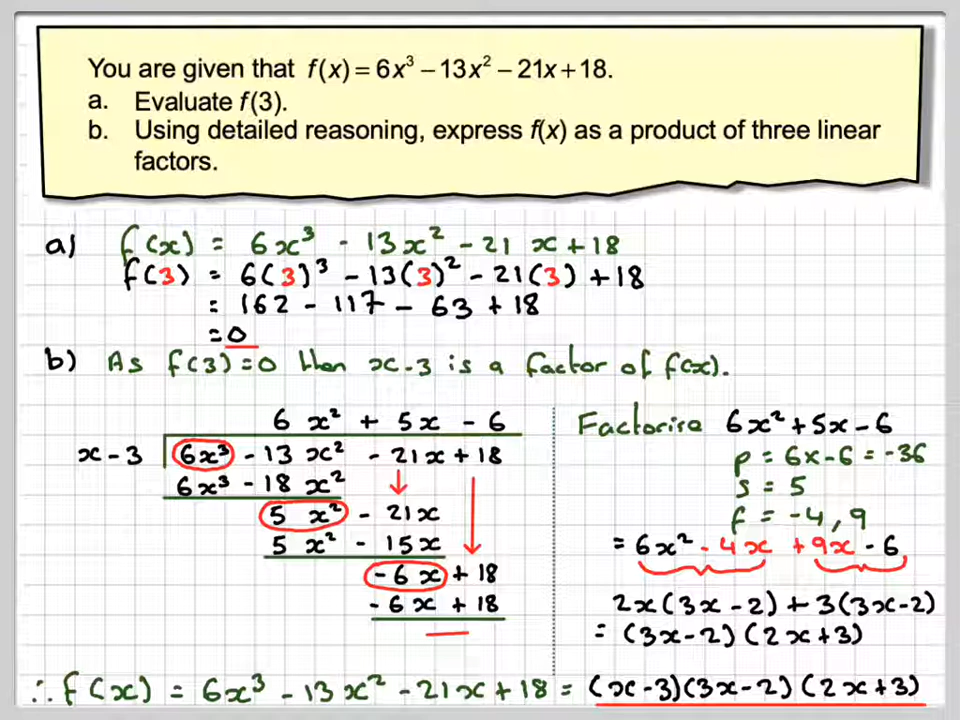 You are given that f(x) = 6x³ − 13x² − 21x + 18.
a. Evaluate f(3).
b. Using detailed reasoning, express f(x) as a product of three linear
factors.
a) f(x) = 6x³ - 13x² - 21x + 18
f(3) = 6(3)³ - 13(3)² - 21(3) + 18
= 162 - 117 - 63 + 18
= 0
b) As f(3) = 0 then x-3 is a factor of f(x).
6x² + 5x - 6
x - 3
6x³ - 13x² - 21x + 18
6x³ - 18x²
5x² - 21x
5x² - 15x
-6x + 18
-6x + 18
Factorise 6x² + 5x - 6
p = 6x-6 = -36
s = 5
f = -4, 9
= 6x² - 4x + 9x - 6
2x(3x - 2) + 3(3x - 2)
= (3x - 2)(2x + 3)
∴ f(x) = 6x³ - 13x² - 21x + 18 = (x - 3)(3x - 2)(2x + 3)